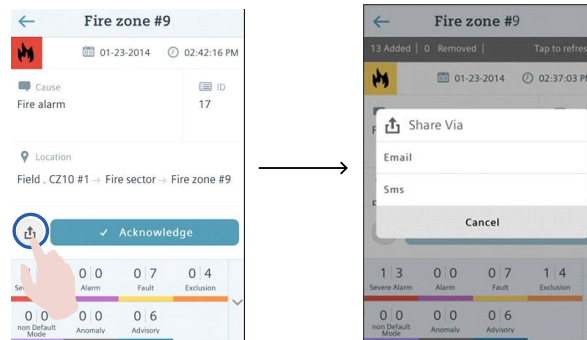 Fire zone #9
01-23-2014 02:42:16 PM
Cause
ID
Fire alarm
17
Location
Field . CZ10 #1 → Fire sector → Fire zone #9
✓ Acknowledge
0 0 0 7 0 4
Alarm Fault Exclusion
0 0 0 0 0 6
non Default Mode Anomaly Advisory
Fire zone #9
13 Added | 0 Removed | Tap to refres
01-23-2014 02:37:03 PM
Share Via
Email
Sms
Cancel
1 3 0 0 0 7 1 4
Severe Alarm Alarm Fault Exclusion
0 0 0 0 0 6
non Default Mode Anomaly Advisory